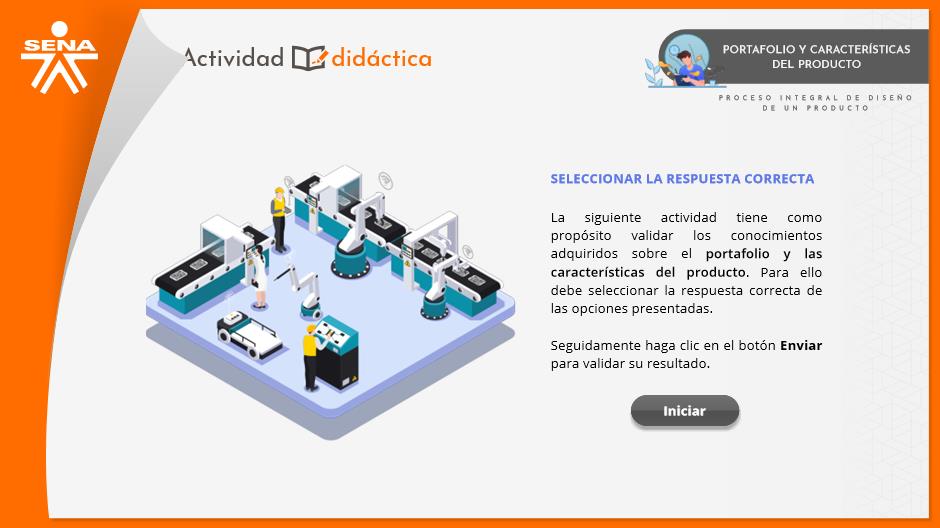 SENA
Actividad didáctica
PORTAFOLIO Y CARACTERÍSTICAS
DEL PRODUCTO
PROCESO INTEGRAL DE DISEÑO
DE UN PRODUCTO
SELECCIONAR LA RESPUESTA CORRECTA
La siguiente actividad tiene como
propósito validar los conocimientos
adquiridos sobre el portafolio y las
características del producto. Para ello
debe seleccionar la respuesta correcta de
las opciones presentadas.
Seguidamente haga clic en el botón Enviar
para validar su resultado.
Iniciar